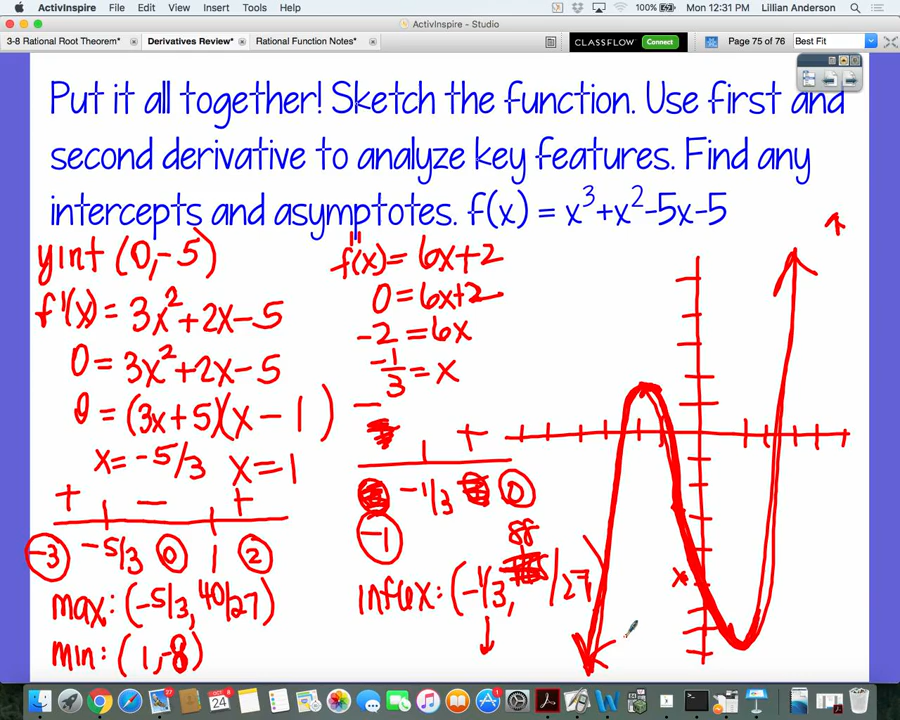 ActivInspire File Edit View Insert Tools Help 100% Mon 12:31 PM Lillian Anderson
ActivInspire - Studio
3-8 Rational Root Theorem* Derivatives Review* Rational Function Notes* CLASSFLOW Connect Page 75 of 76 Best Fit
Put it all together! Sketch the function. Use first and
second derivative to analyze key features. Find any
intercepts and asymptotes. f(x) = x³+x²-5x-5
yint (0,-5)
f'(x) = 3x²+2x-5
0 = 3x²+2x-5
0 = (3x+5)(x-1)
x=-5/3 x=1
+ - +
-3 -5/3 0 1 2
max: (-5/3, 40/27)
min: (1,-8)
f''(x) = 6x+2
0 = 6x+2
-2 = 6x
-1/3 = x
- +
-1/3 0
-1
88
inflex: (-1/3, /27)
x